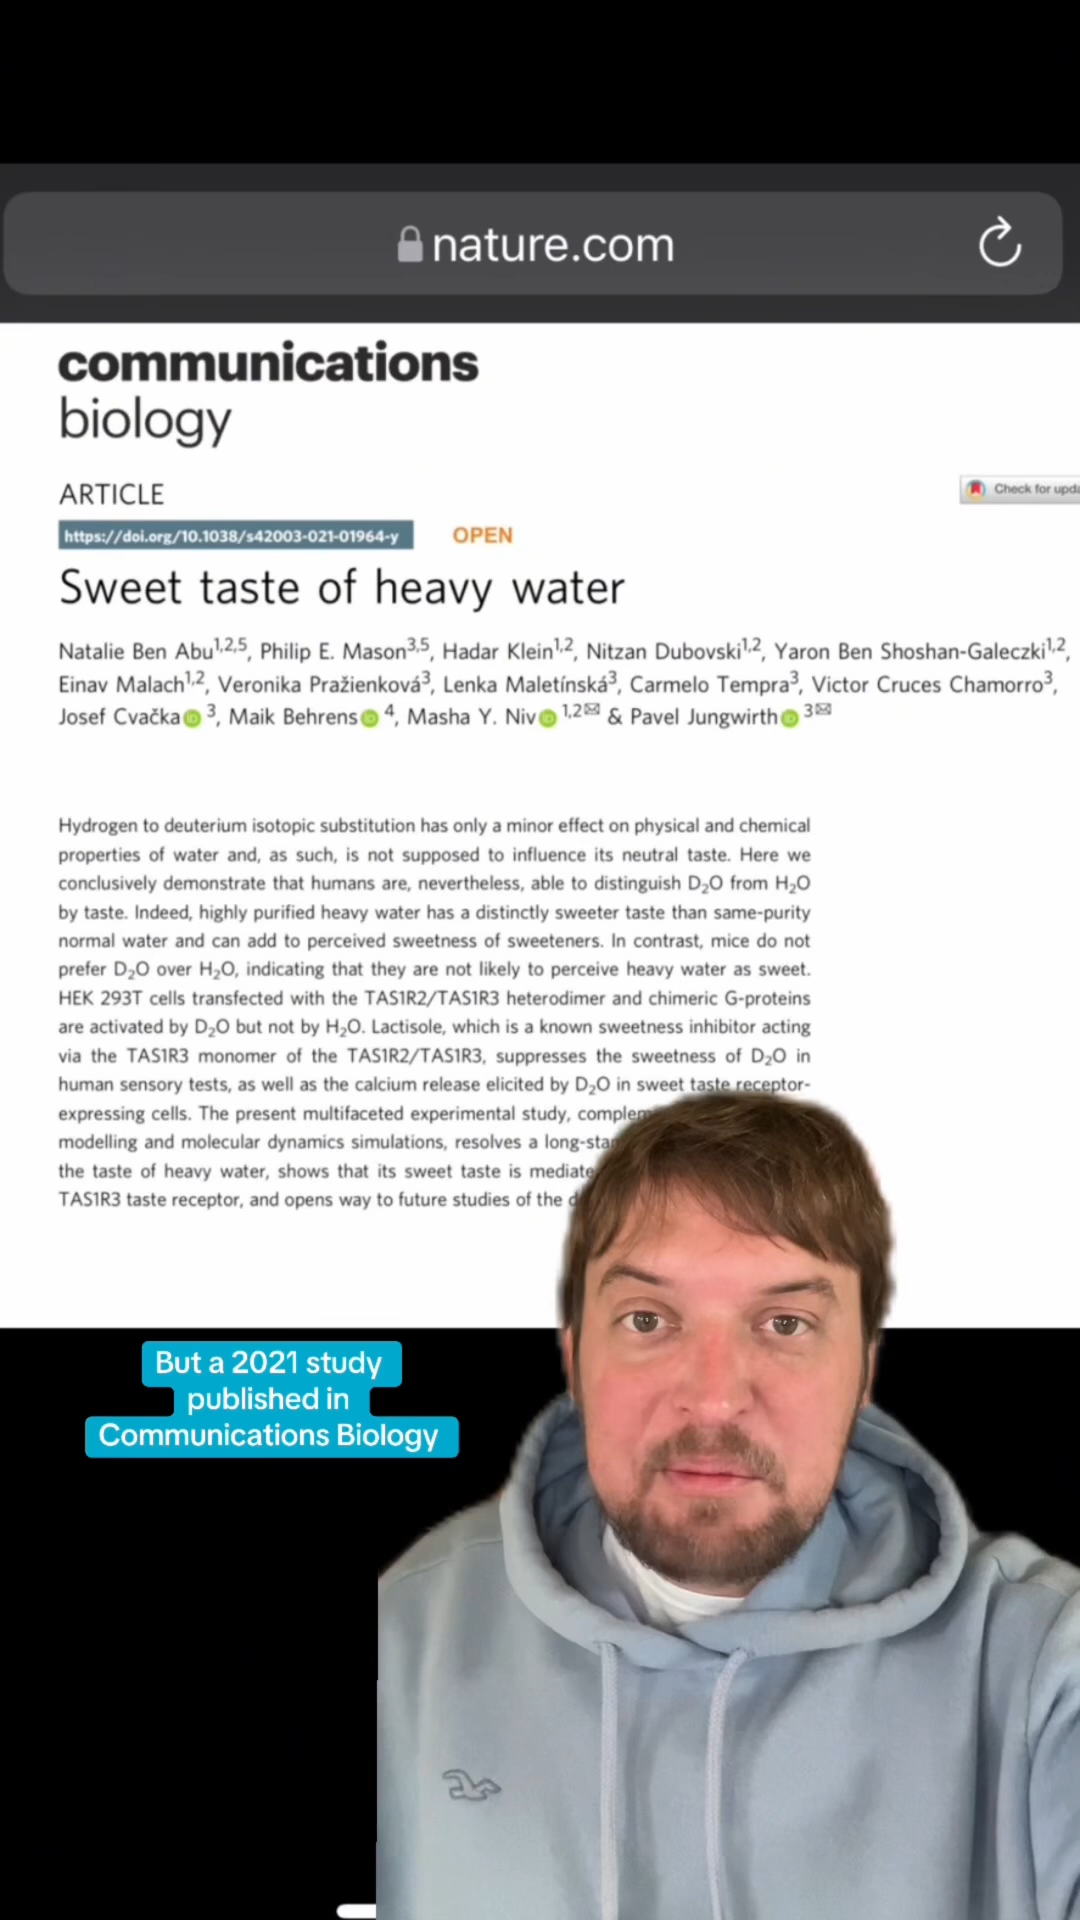 nature.com
communications
biology
ARTICLE
Check for upda
https://doi.org/10.1038/s42003-021-01964-y
OPEN
Sweet taste of heavy water
Natalie Ben Abu1,2,5, Philip E. Mason3,5, Hadar Klein1,2, Nitzan Dubovski1,2, Yaron Ben Shoshan-Galeczki1,2,
Einav Malach1,2, Veronika Pražienková3, Lenka Maletínská3, Carmelo Tempra3, Victor Cruces Chamorro3,
Josef Cvačka 3, Maik Behrens 4, Masha Y. Niv 1,2✉ & Pavel Jungwirth 3✉
Hydrogen to deuterium isotopic substitution has only a minor effect on physical and chemical
properties of water and, as such, is not supposed to influence its neutral taste. Here we
conclusively demonstrate that humans are, nevertheless, able to distinguish D2O from H2O
by taste. Indeed, highly purified heavy water has a distinctly sweeter taste than same-purity
normal water and can add to perceived sweetness of sweeteners. In contrast, mice do not
prefer D2O over H2O, indicating that they are not likely to perceive heavy water as sweet.
HEK 293T cells transfected with the TAS1R2/TAS1R3 heterodimer and chimeric G-proteins
are activated by D2O but not by H2O. Lactisole, which is a known sweetness inhibitor acting
via the TAS1R3 monomer of the TAS1R2/TAS1R3, suppresses the sweetness of D2O in
human sensory tests, as well as the calcium release elicited by D2O in sweet taste receptor-
expressing cells. The present multifaceted experimental study, complem
modelling and molecular dynamics simulations, resolves a long-sta
the taste of heavy water, shows that its sweet taste is mediate
TAS1R3 taste receptor, and opens way to future studies of the
But a 2021 study
published in
Communications Biology